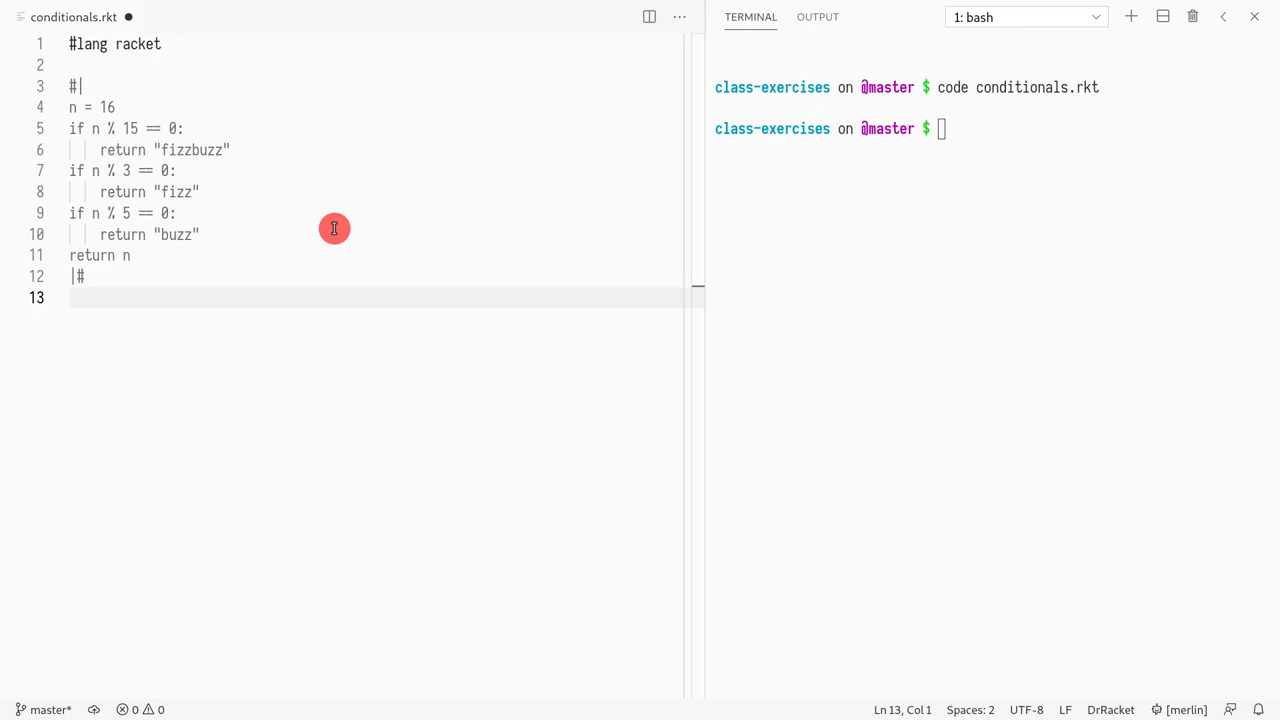 conditionals.rkt
TERMINAL OUTPUT 1: bash
1 #lang racket
2
3 #|
4 n = 16
5 if n % 15 == 0:
6 return "fizzbuzz"
7 if n % 3 == 0:
8 return "fizz"
9 if n % 5 == 0:
10 return "buzz"
11 return n
12 |#
13
class-exercises on @master $ code conditionals.rkt
class-exercises on @master $
master* 0 0 Ln 13, Col 1 Spaces: 2 UTF-8 LF DrRacket [merlin]